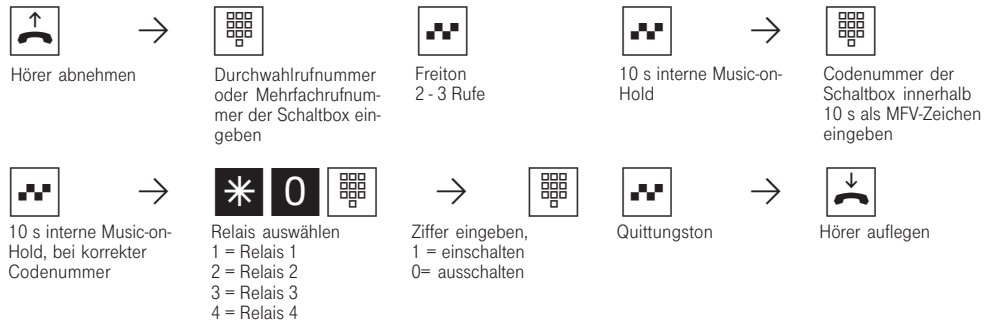 Hörer abnehmen
Durchwahlrufnummer
oder Mehrfachrufnum-
mer der Schaltbox ein-
geben
Freiton
2 - 3 Rufe
10 s interne Music-on-
Hold
Codenummer der
Schaltbox innerhalb
10 s als MFV-Zeichen
eingeben
10 s interne Music-on-
Hold, bei korrekter
Codenummer
* 0
Relais auswählen
1 = Relais 1
2 = Relais 2
3 = Relais 3
4 = Relais 4
Ziffer eingeben,
1 = einschalten
0= ausschalten
Quittungston
Hörer auflegen